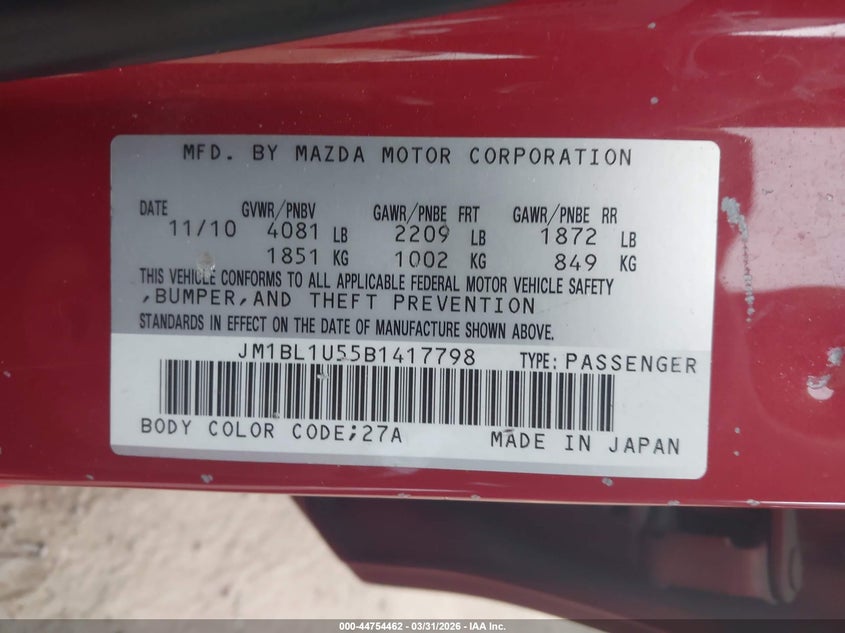 MFD. BY MAZDA MOTOR CORPORATION
DATE GVWR/PNBV GAWR/PNBE FRT GAWR/PNBE RR
11/10 4081 LB 2209 LB 1872 LB
1851 KG 1002 KG 849 KG
THIS VEHICLE CONFORMS TO ALL APPLICABLE FEDERAL MOTOR VEHICLE SAFETY
,BUMPER,AND THEFT PREVENTION
STANDARDS IN EFFECT ON THE DATE OF MANUFACTURE SHOWN ABOVE.
JM1BL1U55B1417798 TYPE: PASSENGER
BODY COLOR CODE;27A MADE IN JAPAN
000-44754462 - 03/31/2026 - IAA Inc.